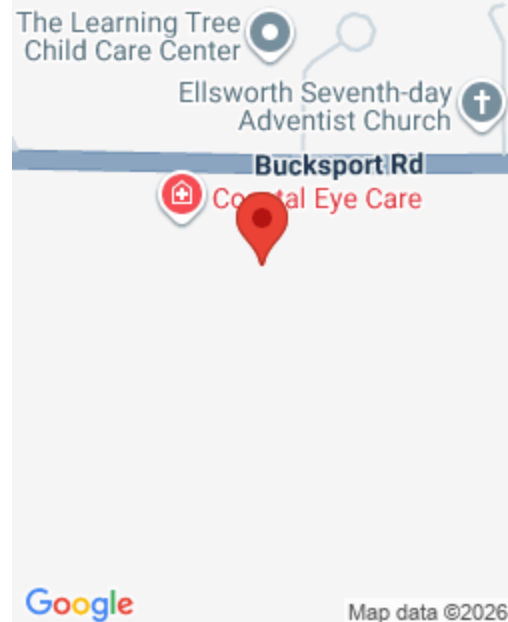 The Learning Tree
Child Care Center
Ellsworth Seventh-day
Adventist Church
Bucksport Rd
Coastal Eye Care
Google
Map data ©2026